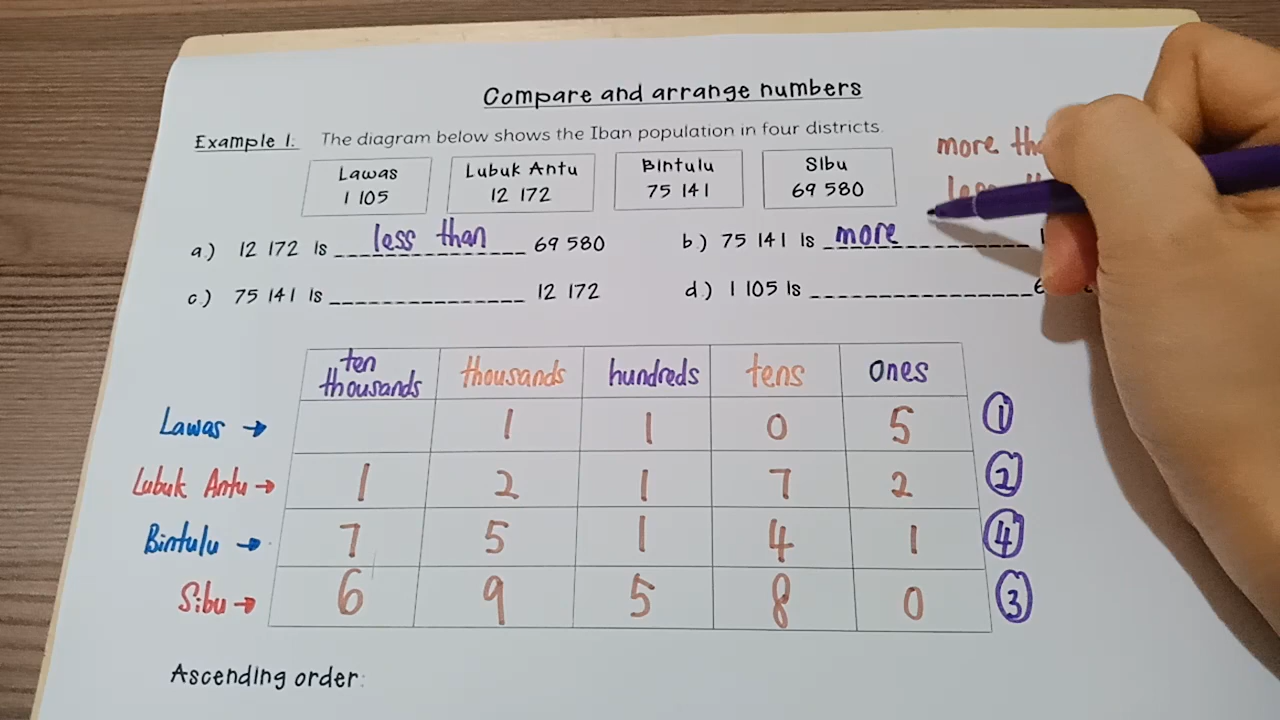 Compare and arrange numbers
Example 1: The diagram below shows the Iban population in four districts.
Lawas Lubuk Antu Bintulu Sibu
1 105 12 172 75 141 69 580
more
a.) 12 172 is less than 69 580 b.) 75 141 is more
c.) 75 141 is ______________ 12 172 d.) 1 105 is ________________
ten thousands thousands hundreds tens ones
Lawas → 1 1 0 5 ①
Lubuk Antu → 1 2 1 7 2 ②
Bintulu → 7 5 1 4 1 ④
Sibu → 6 9 5 8 0 ③
Ascending order: